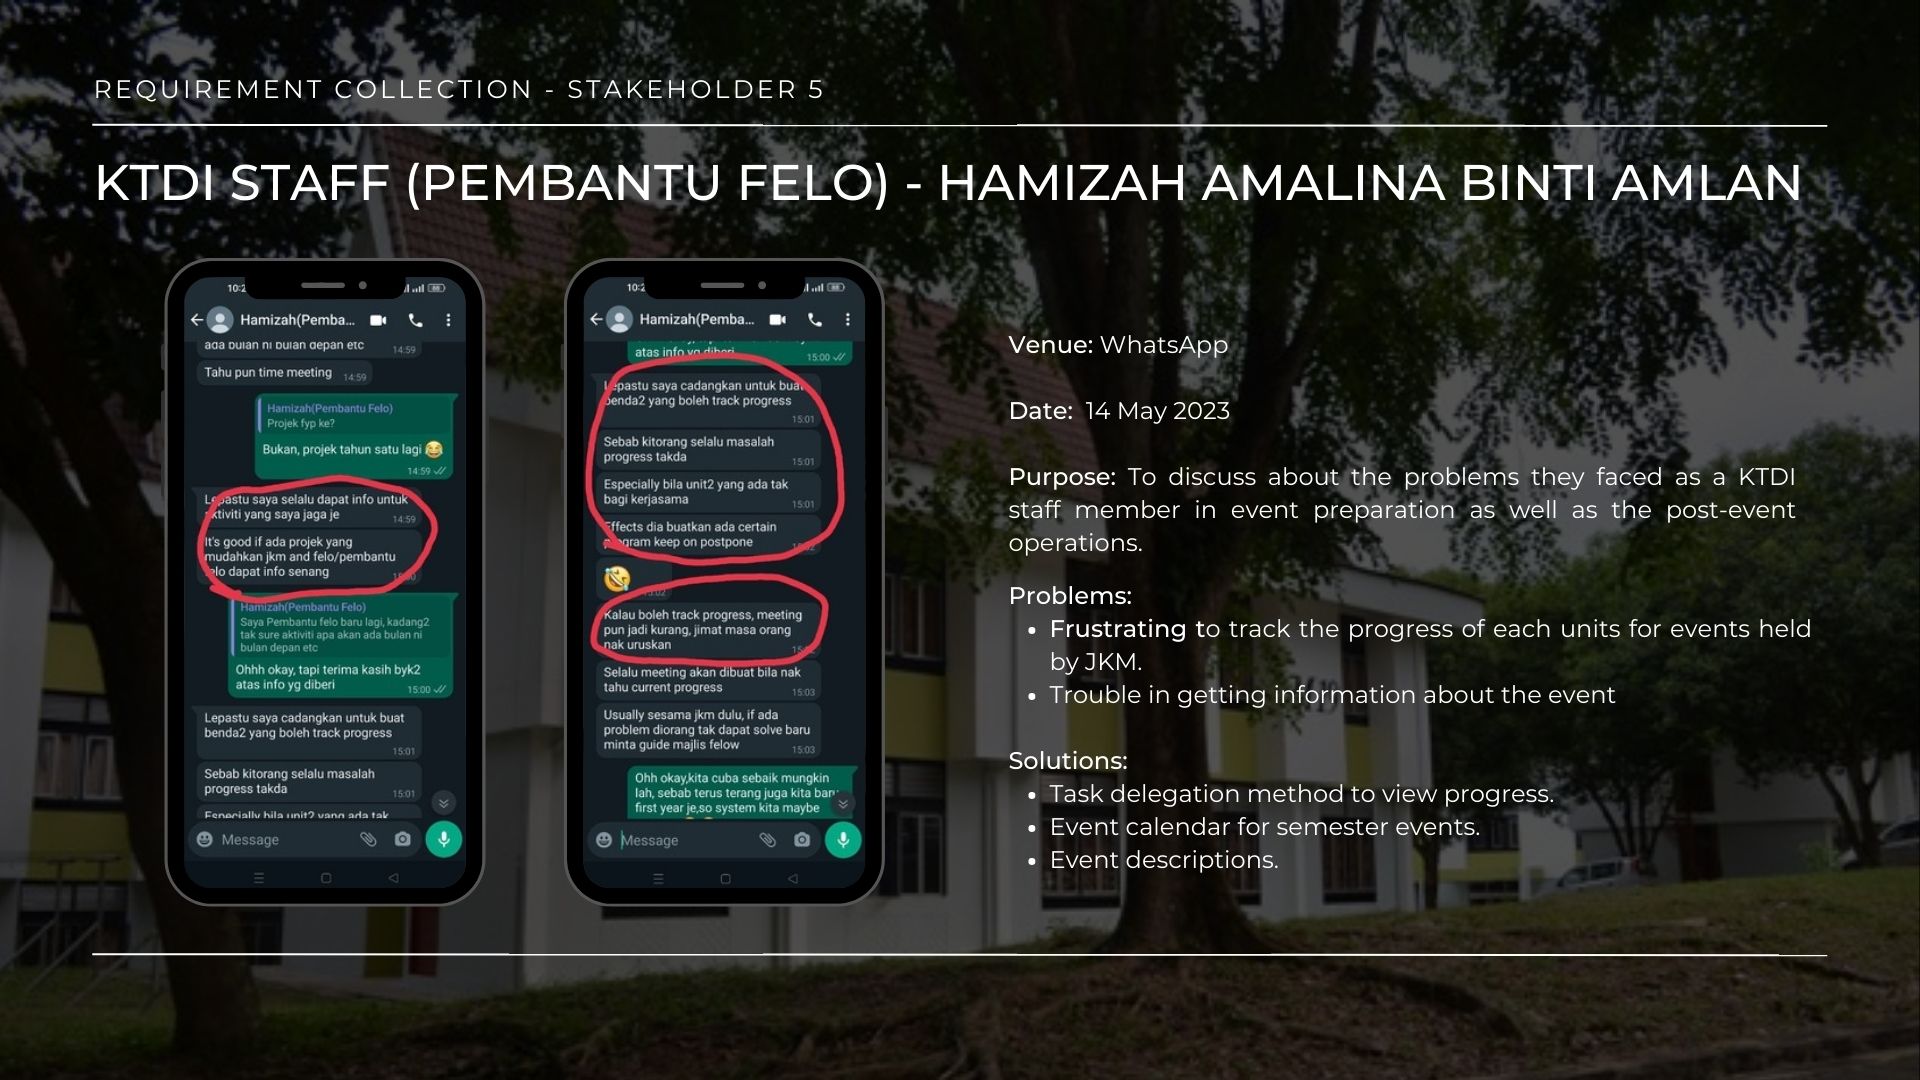 REQUIREMENT COLLECTION - STAKEHOLDER 5
KTDI STAFF (PEMBANTU FELO) - HAMIZAH AMALINA BINTI AMLAN
Hamizah(Pemba...
ada bulan ni bulan depan etc
14:59
Tahu pun time meeting
14:59
Hamizah(Pembantu Felo)
Projek fyp ke?
Bukan, projek tahun satu lagi 😂
14:59
Lepastu saya selalu dapat info untuk
aktiviti yang saya jaga je
14:59
It's good if ada projek yang
mudahkan jkm and felo/pembantu
felo dapat info senang
Hamizah(Pembantu Felo)
Saya Pembantu felo baru lagi, kadang2
tak sure aktiviti apa akan ada bulan ni
bulan depan etc
Ohhh okay, tapi terima kasih byk2
atas info yg diberi
15:00
Lepastu saya cadangkan untuk buat
benda2 yang boleh track progress
15:01
Sebab kitorang selalu masalah
progress takda
15:01
Especially bila unit2 yang ada tak
Message
Hamizah(Pemba...
atas info yg diberi
15:00
Lepastu saya cadangkan untuk buat
benda2 yang boleh track progress
15:01
Sebab kitorang selalu masalah
progress takda
15:01
Especially bila unit2 yang ada tak
bagi kerjasama
15:01
Effects dia buatkan ada certain
program keep on postpone
15:02
🤣
15:02
Kalau boleh track progress, meeting
pun jadi kurang, jimat masa orang
nak uruskan
Selalu meeting akan dibuat bila nak
tahu current progress
15:03
Usually sesama jkm dulu, if ada
problem diorang tak dapat solve baru
minta guide majlis felow
15:03
Ohh okay,kita cuba sebaik mungkin
lah, sebab terus terang juga kita baru
first year je,so system kita maybe
Message
Venue: WhatsApp
Date: 14 May 2023
Purpose: To discuss about the problems they faced as a KTDI
staff member in event preparation as well as the post-event
operations.
Problems:
• Frustrating to track the progress of each units for events held
by JKM.
• Trouble in getting information about the event
Solutions:
• Task delegation method to view progress.
• Event calendar for semester events.
• Event descriptions.